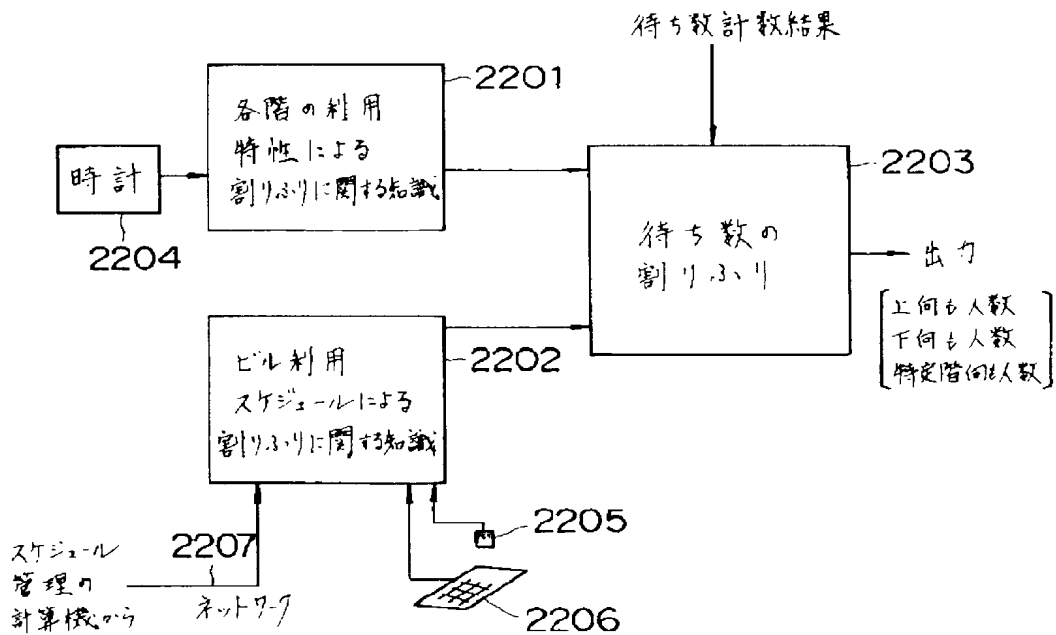 待ち数計数結果
2201
各階の利用
特性による
割りふりに関する知識
時計
2204
2203
待ち数の
割りふり
出力
上向き人数
下向き人数
特定階向き人数
2202
ビル利用
スケジュールによる
割りふりに関する知識
2205
2206
2207
スケジュール
管理の
計算機から
ネットワーク